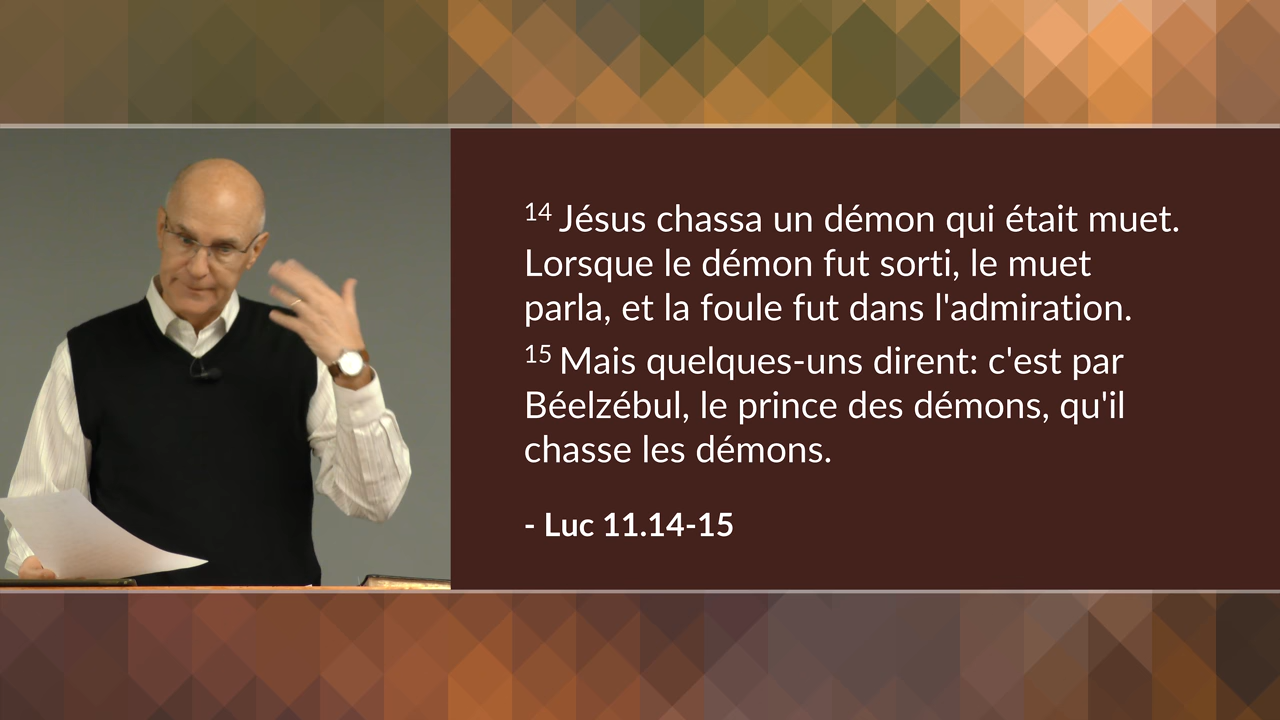 14 Jésus chassa un démon qui était muet.
Lorsque le démon fut sorti, le muet
parla, et la foule fut dans l'admiration.
15 Mais quelques-uns dirent: c'est par
Béelzébul, le prince des démons, qu'il
chasse les démons.
- Luc 11.14-15